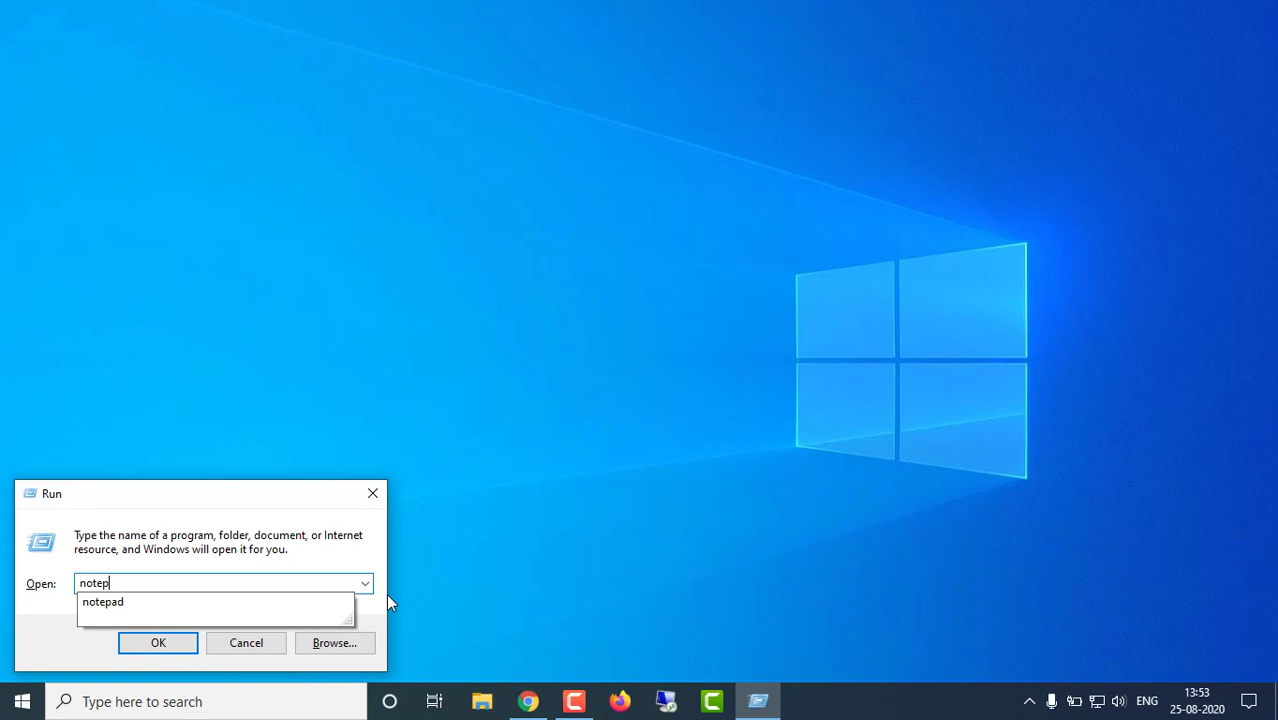 Run
Type the name of a program, folder, document, or Internet
resource, and Windows will open it for you.
Open:
notep
notepad
OK
Cancel
Browse...
Type here to search
ENG
13:53
25-08-2020